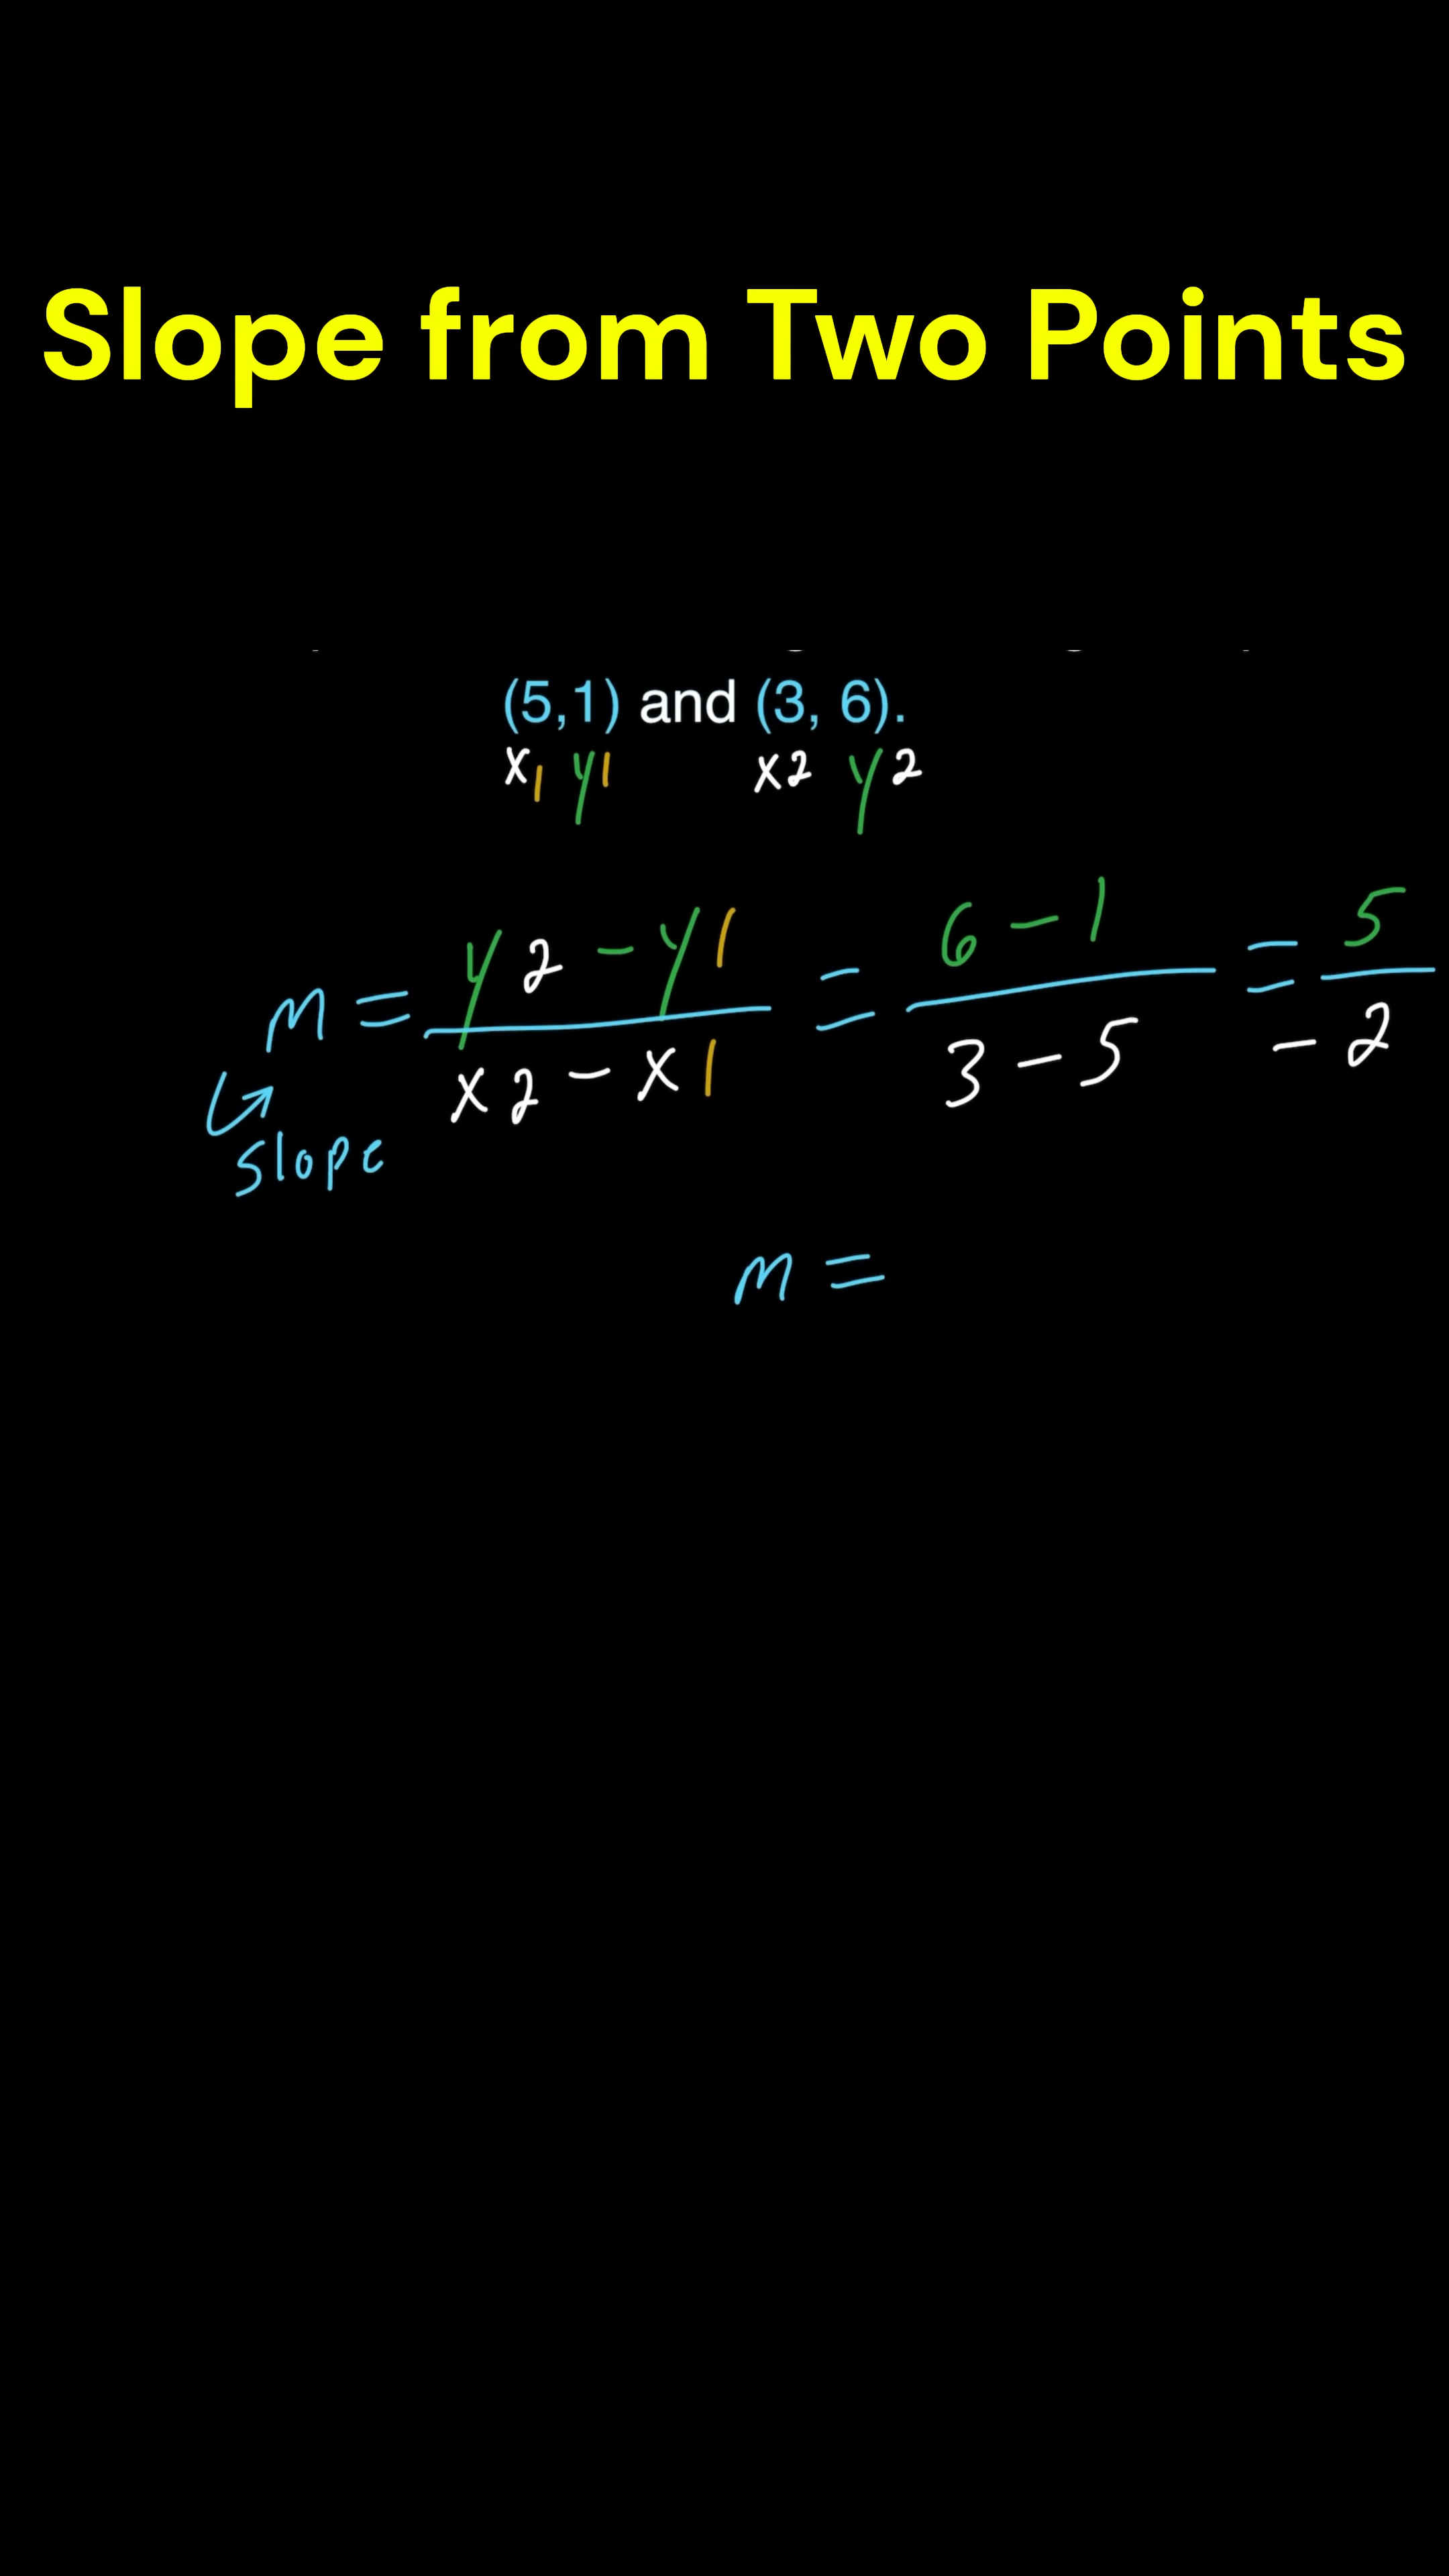 Slope from Two Points
(5,1) and (3, 6).
x1 y1 x2 y2
m = y2 - y1 / x2 - x1 = 6 - 1 / 3 - 5 = 5 / -2
slope
m =